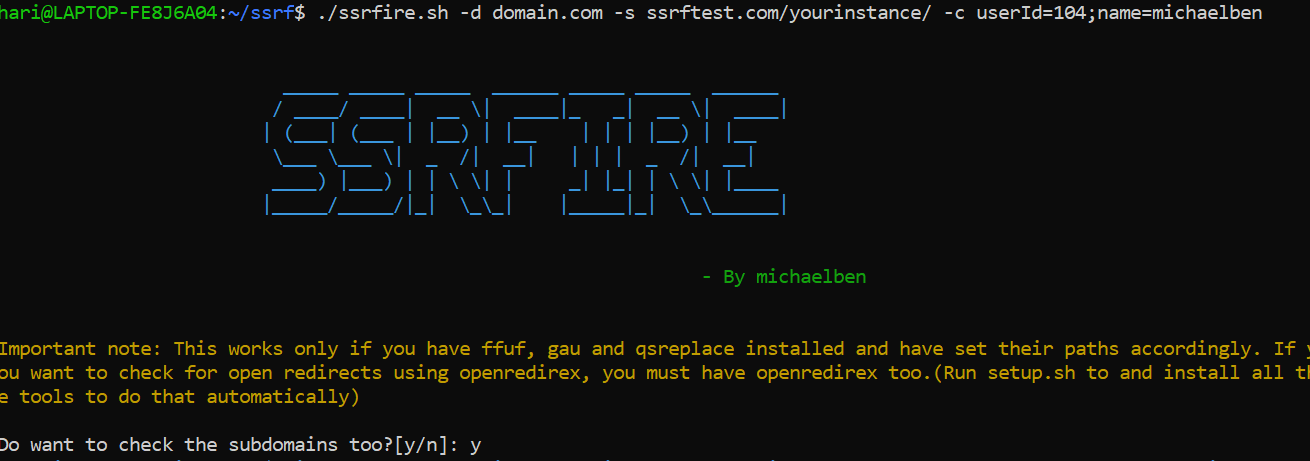 hari@LAPTOP-FE8J6A04:~/ssrf$ ./ssrfire.sh -d domain.com -s ssrftest.com/yourinstance/ -c userId=104;name=michaelben
SSRFIRE
- By michaelben
Important note: This works only if you have ffuf, gau and qsreplace installed and have set their paths accordingly. If y
ou want to check for open redirects using openredirex, you must have openredirex too.(Run setup.sh to and install all th
e tools to do that automatically)
Do want to check the subdomains too?[y/n]: y